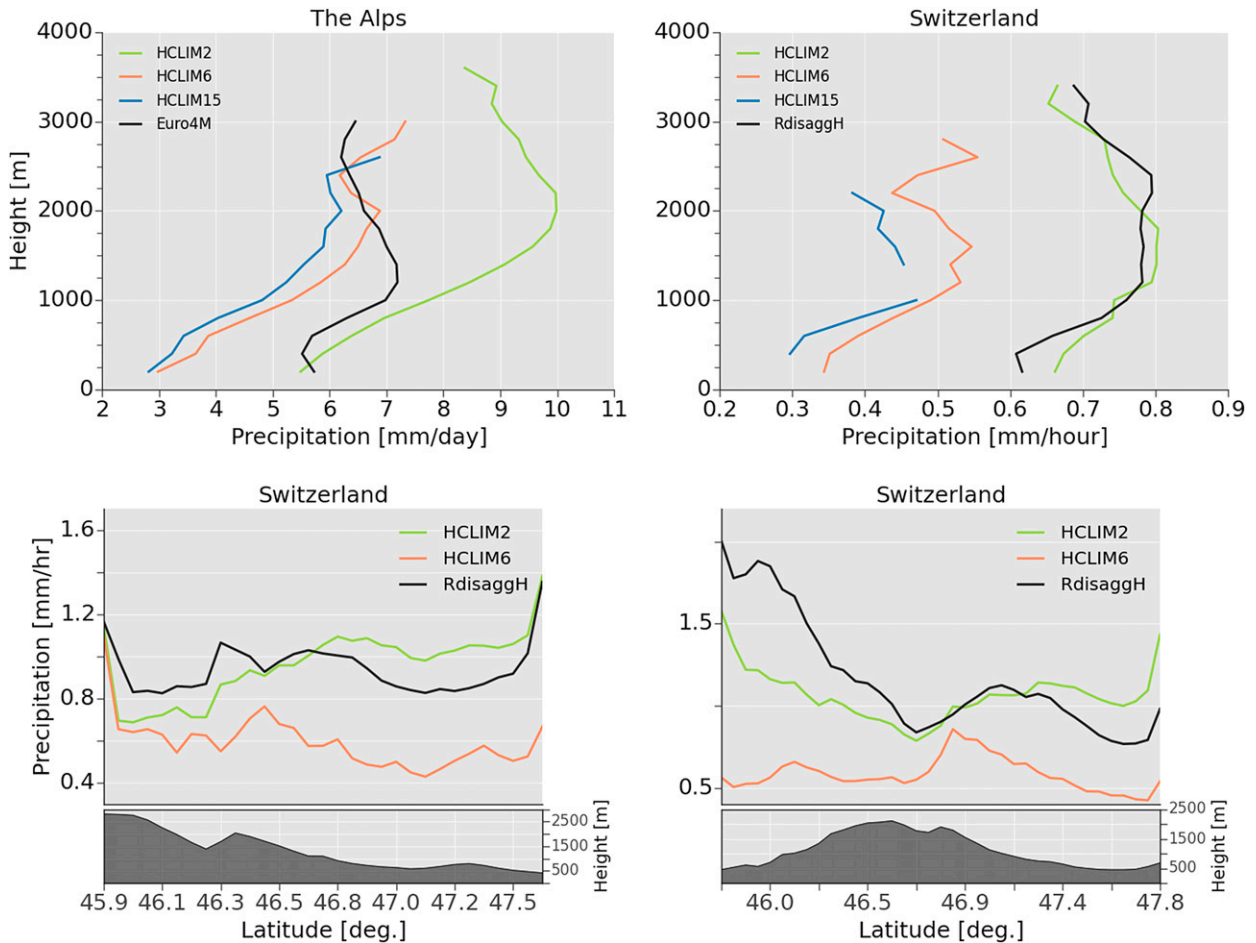 The Alps
4000
3000
2000
1000
0
Height [m]
HCLIM2
HCLIM6
HCLIM15
Euro4M
2 3 4 5 6 7 8 9 10 11
Precipitation [mm/day]
Switzerland
4000
3000
2000
1000
0
HCLIM2
HCLIM6
HCLIM15
RdisaggH
0.2 0.3 0.4 0.5 0.6 0.7 0.8 0.9
Precipitation [mm/hour]
Switzerland
1.6
1.2
0.8
0.4
Precipitation [mm/hr]
HCLIM2
HCLIM6
RdisaggH
2500
1500
500
Height [m]
45.9 46.1 46.3 46.5 46.8 47.0 47.2 47.5
Latitude [deg.]
Switzerland
1.5
0.5
HCLIM2
HCLIM6
RdisaggH
2500
1500
500
Height [m]
46.0 46.5 46.9 47.4 47.8
Latitude [deg.]